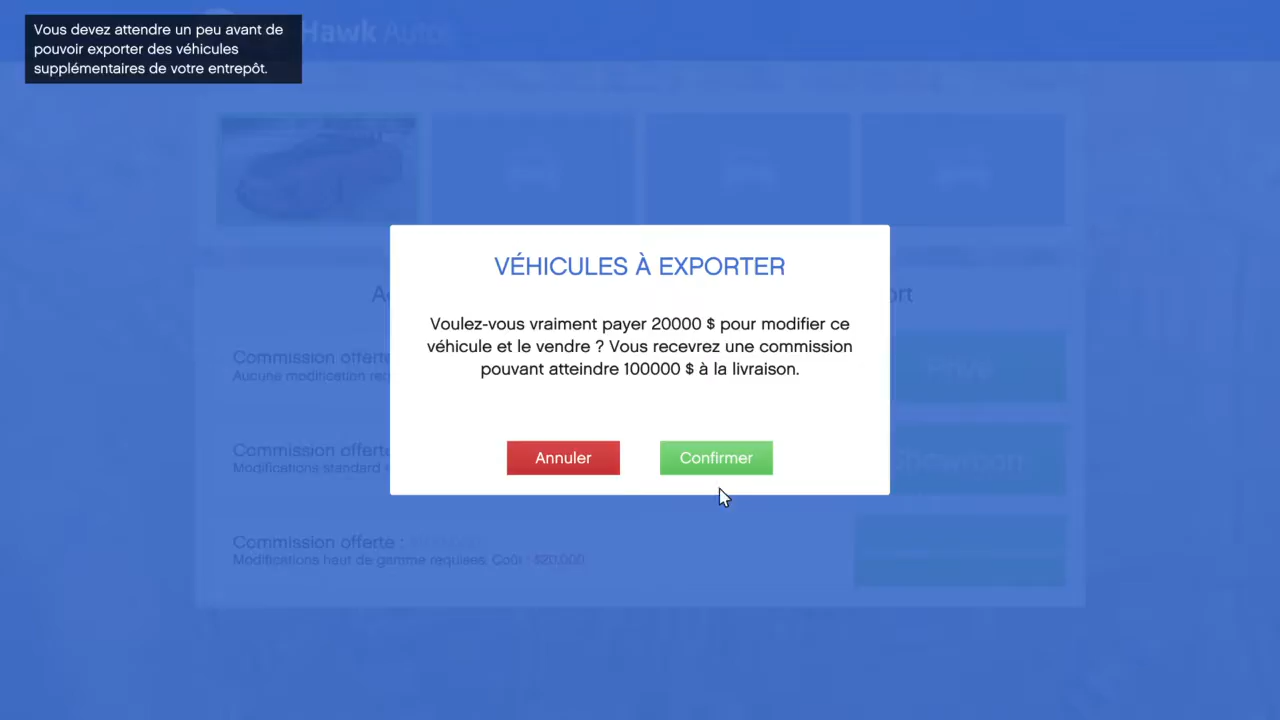 Vous devez attendre un peu avant de
pouvoir exporter des véhicules
supplémentaires de votre entrepôt.
Hawk Autos
VÉHICULES À EXPORTER
Voulez-vous vraiment payer 20000 $ pour modifier ce
véhicule et le vendre ? Vous recevrez une commission
pouvant atteindre 100000 $ à la livraison.
Commission offerte
Aucune modification
Privé
Annuler
Confirmer
Commission offerte
Modifications standard
Showroom
Commission offerte :
Modifications haut de gamme requises. Coût : $20,000